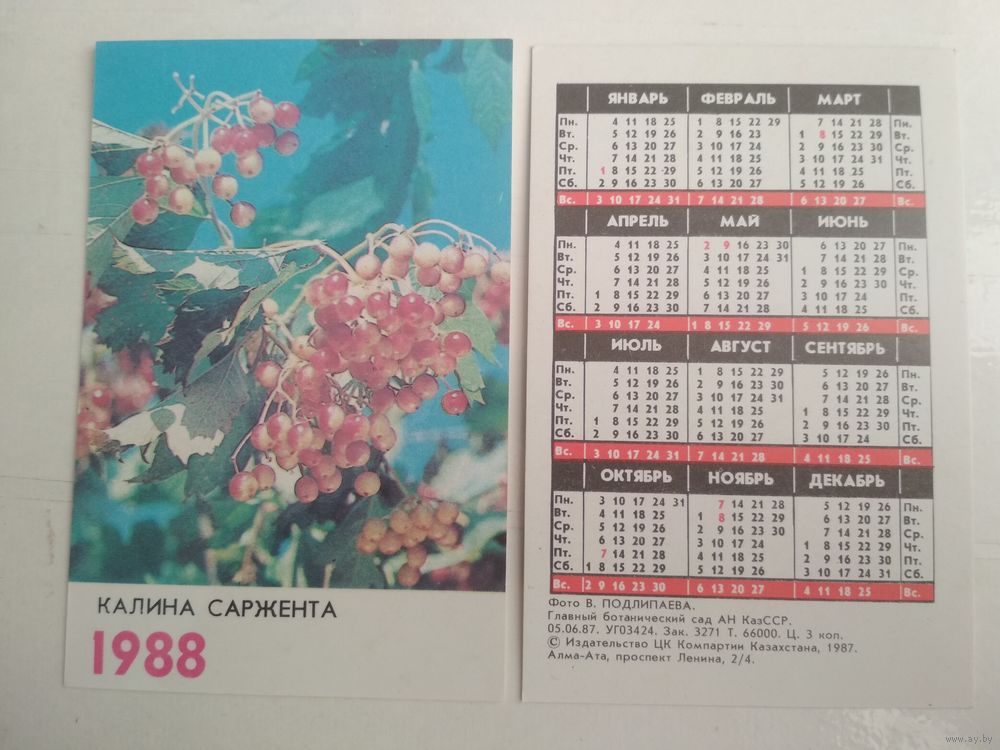 КАЛИНА САРЖЕНТА
1988
ЯНВАРЬ ФЕВРАЛЬ МАРТ
Пн. 4 11 18 25 1 8 15 22 29 7 14 21 28 Пн.
Вт. 5 12 19 26 2 9 16 23 1 8 15 22 29 Вт.
Ср. 6 13 20 27 3 10 17 24 2 9 16 23 30 Ср.
Чт. 7 14 21 28 4 11 18 25 3 10 17 24 31 Чт.
Пт. 1 8 15 22 29 5 12 19 26 4 11 18 25 Пт.
Сб. 2 9 16 23 30 6 13 20 27 5 12 19 26 Сб.
Вс. 3 10 17 24 31 7 14 21 28 6 13 20 27 Вс.
АПРЕЛЬ МАЙ ИЮНЬ
Пн. 4 11 18 25 2 9 16 23 30 6 13 20 27 Пн.
Вт. 5 12 19 26 3 10 17 24 31 7 14 21 28 Вт.
Ср. 6 13 20 27 4 11 18 25 1 8 15 22 29 Ср.
Чт. 7 14 21 28 5 12 19 26 2 9 16 23 30 Чт.
Пт. 1 8 15 22 29 6 13 20 27 3 10 17 24 Пт.
Сб. 2 9 16 23 30 7 14 21 28 4 11 18 25 Сб.
Вс. 3 10 17 24 1 8 15 22 29 5 12 19 26 Вс.
ИЮЛЬ АВГУСТ СЕНТЯБРЬ
Пн. 4 11 18 25 1 8 15 22 29 5 12 19 26 Пн.
Вт. 5 12 19 26 2 9 16 23 30 6 13 20 27 Вт.
Ср. 6 13 20 27 3 10 17 24 31 7 14 21 28 Ср.
Чт. 7 14 21 28 4 11 18 25 1 8 15 22 29 Чт.
Пт. 1 8 15 22 29 5 12 19 26 2 9 16 23 30 Пт.
Сб. 2 9 16 23 30 6 13 20 27 3 10 17 24 Сб.
Вс. 3 10 17 24 31 7 14 21 28 4 11 18 25 Вс.
ОКТЯБРЬ НОЯБРЬ ДЕКАБРЬ
Пн. 3 10 17 24 31 7 14 21 28 5 12 19 26 Пн.
Вт. 4 11 18 25 1 8 15 22 29 6 13 20 27 Вт.
Ср. 5 12 19 26 2 9 16 23 30 7 14 21 28 Ср.
Чт. 6 13 20 27 3 10 17 24 1 8 15 22 29 Чт.
Пт. 7 14 21 28 4 11 18 25 2 9 16 23 30 Пт.
Сб. 1 8 15 22 29 5 12 19 26 3 10 17 24 31 Сб.
Вс. 2 9 16 23 30 6 13 20 27 4 11 18 25 Вс.
Фото В. ПОДЛИПАЕВА.
Главный ботанический сад АН КазССР.
05.06.87. УГ03424. Зак. 3271 Т. 66000. Ц. 3 коп.
© Издательство ЦК Компартии Казахстана, 1987.
Алма-Ата, проспект Ленина, 2/4.
www.ay.by